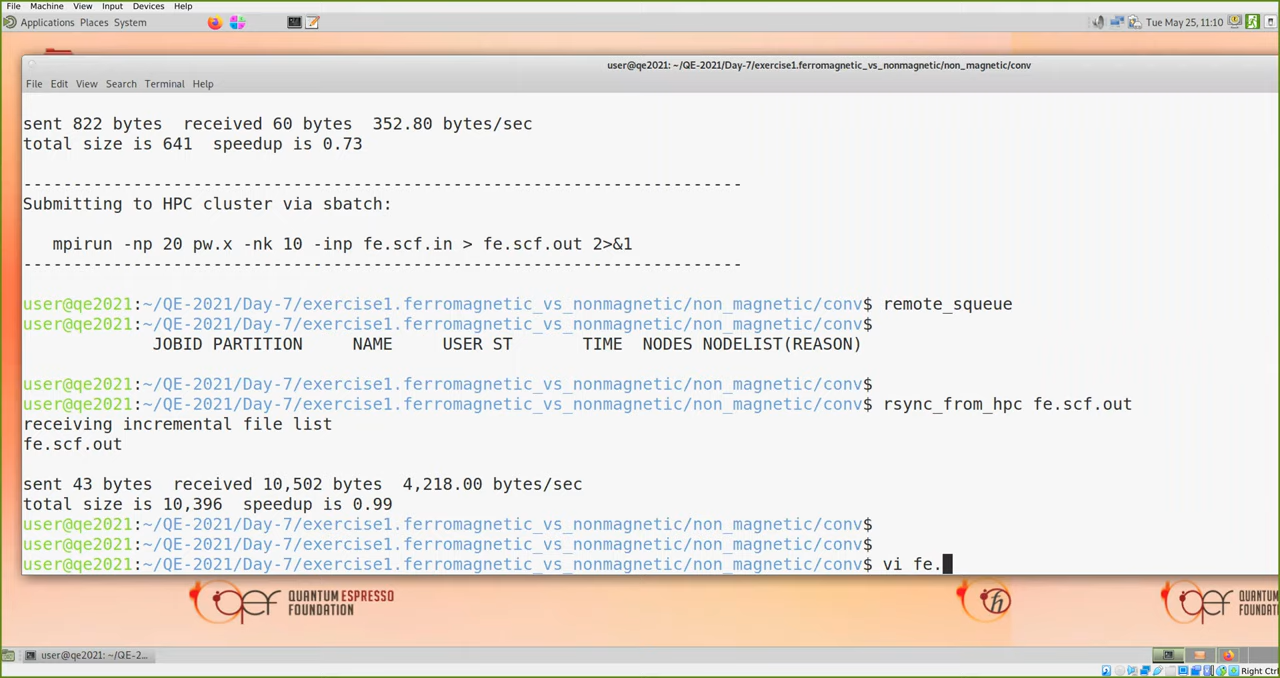 File Machine View Input Devices Help
Applications Places System Tue May 25, 11:10
user@qe2021: ~/QE-2021/Day-7/exercise1.ferromagnetic_vs_nonmagnetic/non_magnetic/conv
File Edit View Search Terminal Help
sent 822 bytes  received 60 bytes  352.80 bytes/sec
total size is 641  speedup is 0.73
------------------------------------------------------------------------
Submitting to HPC cluster via sbatch:
   mpirun -np 20 pw.x -nk 10 -inp fe.scf.in > fe.scf.out 2>&1
------------------------------------------------------------------------
user@qe2021:~/QE-2021/Day-7/exercise1.ferromagnetic_vs_nonmagnetic/non_magnetic/conv$ remote_squeue
user@qe2021:~/QE-2021/Day-7/exercise1.ferromagnetic_vs_nonmagnetic/non_magnetic/conv$
             JOBID PARTITION     NAME     USER ST       TIME  NODES NODELIST(REASON)
user@qe2021:~/QE-2021/Day-7/exercise1.ferromagnetic_vs_nonmagnetic/non_magnetic/conv$
user@qe2021:~/QE-2021/Day-7/exercise1.ferromagnetic_vs_nonmagnetic/non_magnetic/conv$ rsync_from_hpc fe.scf.out
receiving incremental file list
fe.scf.out
sent 43 bytes  received 10,502 bytes  4,218.00 bytes/sec
total size is 10,396  speedup is 0.99
user@qe2021:~/QE-2021/Day-7/exercise1.ferromagnetic_vs_nonmagnetic/non_magnetic/conv$
user@qe2021:~/QE-2021/Day-7/exercise1.ferromagnetic_vs_nonmagnetic/non_magnetic/conv$
user@qe2021:~/QE-2021/Day-7/exercise1.ferromagnetic_vs_nonmagnetic/non_magnetic/conv$ vi fe.
QUANTUM ESPRESSO
FOUNDATION
QUANTUM
FOUNDAT
user@qe2021: ~/QE-2...
Right Ctrl